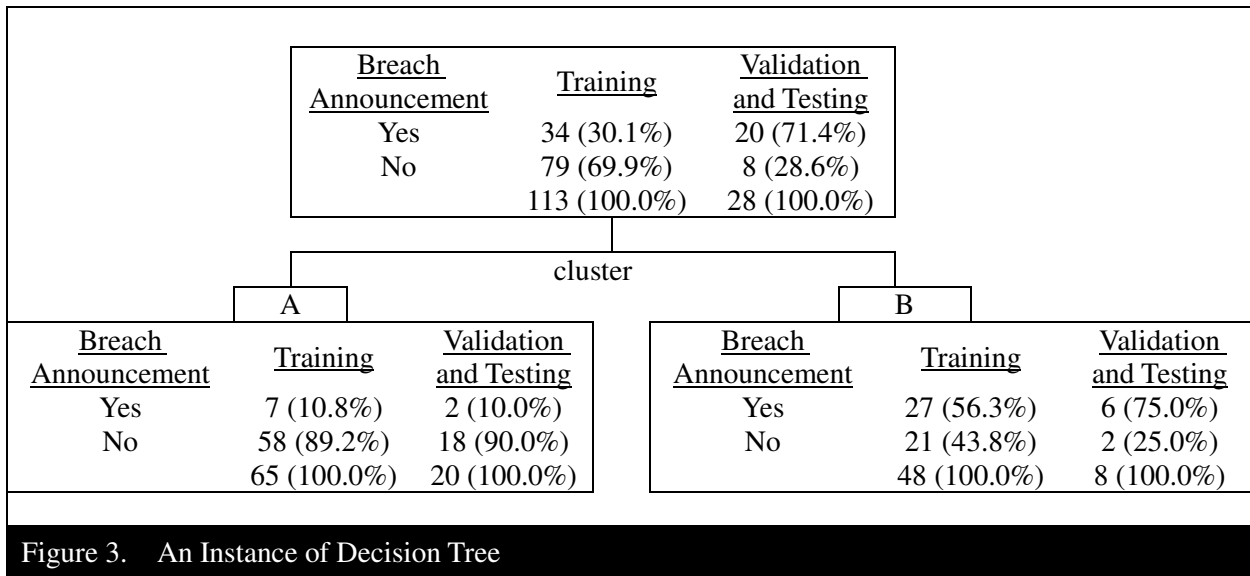 Breach Announcement Training Validation and Testing
Yes 34 (30.1%) 20 (71.4%)
No 79 (69.9%) 8 (28.6%)
113 (100.0%) 28 (100.0%)
cluster
A
Breach Announcement Training Validation and Testing
Yes 7 (10.8%) 2 (10.0%)
No 58 (89.2%) 18 (90.0%)
65 (100.0%) 20 (100.0%)
B
Breach Announcement Training Validation and Testing
Yes 27 (56.3%) 6 (75.0%)
No 21 (43.8%) 2 (25.0%)
48 (100.0%) 8 (100.0%)
Figure 3. An Instance of Decision Tree